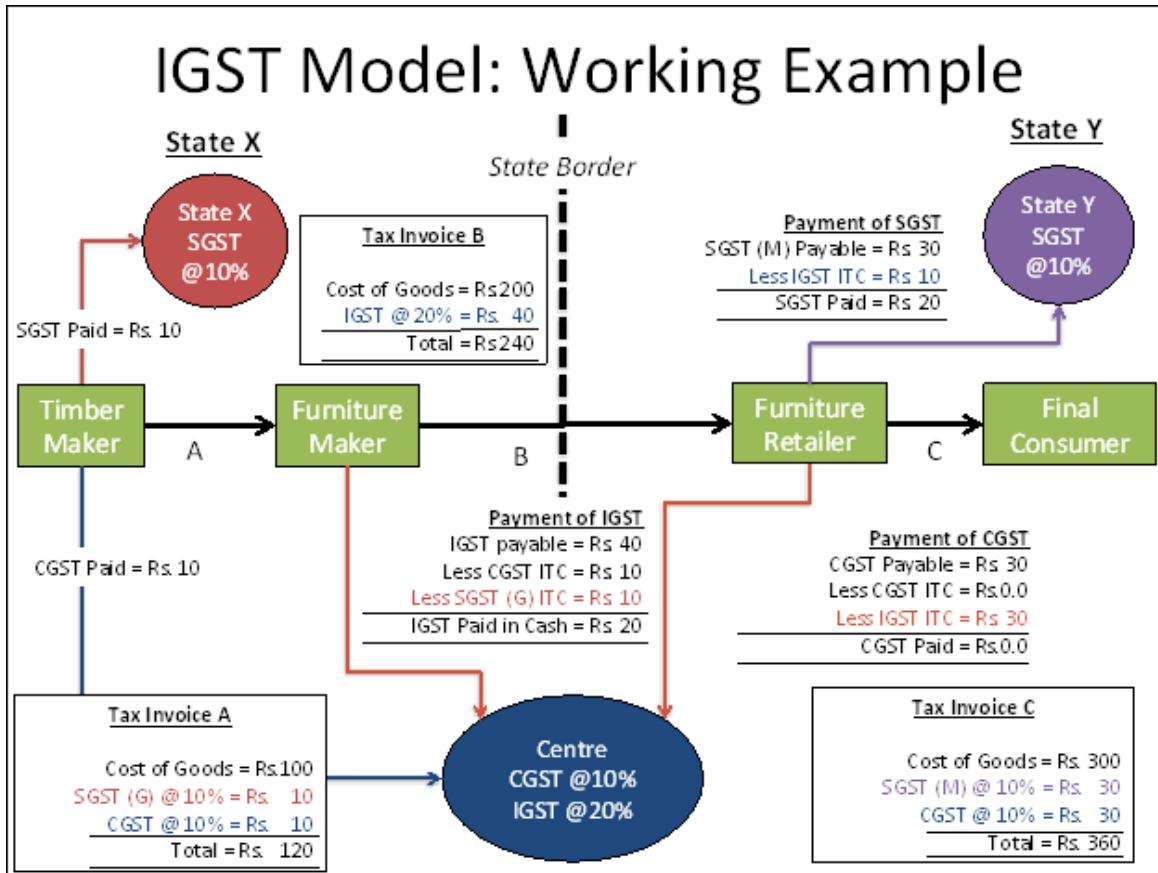 IGST Model: Working Example
State X
State Y
State Border
State X
SGST
@10%
Tax Invoice B
Cost of Goods = Rs.200
IGST @ 20% = Rs. 40
Total = Rs.240
Payment of SGST
SGST (M) Payable = Rs. 30
Less IGST ITC = Rs. 10
SGST Paid = Rs. 20
State Y
SGST
@10%
SGST Paid = Rs. 10
Timber
Maker
A
Furniture
Maker
B
Furniture
Retailer
C
Final
Consumer
CGST Paid = Rs. 10
Payment of IGST
IGST payable = Rs. 40
Less CGST ITC = Rs. 10
Less SGST (G) ITC = Rs. 10
IGST Paid in Cash = Rs. 20
Payment of CGST
CGST Payable = Rs. 30
Less CGST ITC = Rs.0.0
Less IGST ITC = Rs. 30
CGST Paid = Rs.0.0
Tax Invoice A
Cost of Goods = Rs.100
SGST (G) @ 10% = Rs. 10
CGST @ 10% = Rs. 10
Total = Rs. 120
Centre
CGST @10%
IGST @20%
Tax Invoice C
Cost of Goods = Rs. 300
SGST (M) @ 10% = Rs. 30
CGST @ 10% = Rs. 30
Total = Rs. 360